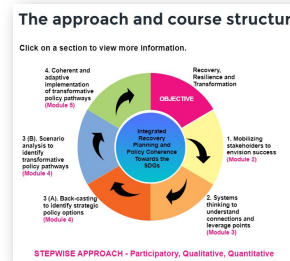 The approach and course structur
Click on a section to view more information.
4. Coherent and
adaptive
implementation
of transformative
policy pathways
(Module 5)
Recovery,
Resilience and
Transformation
OBJECTIVE
3 (B). Scenario
analysis to
identify
transformative
policy pathways
(Module 4)
Integrated
Recovery
Planning and
Policy Coherence
Towards the
SDGs
1. Mobilizing
stakeholders to
envision success
(Module 2)
3 (A). Back-casting
to identify strategic
policy options
(Module 4)
2. Systems
thinking to
understand
connections and
leverage points
(Module 3)
STEPWISE APPROACH - Participatory, Qualitative, Quantitative